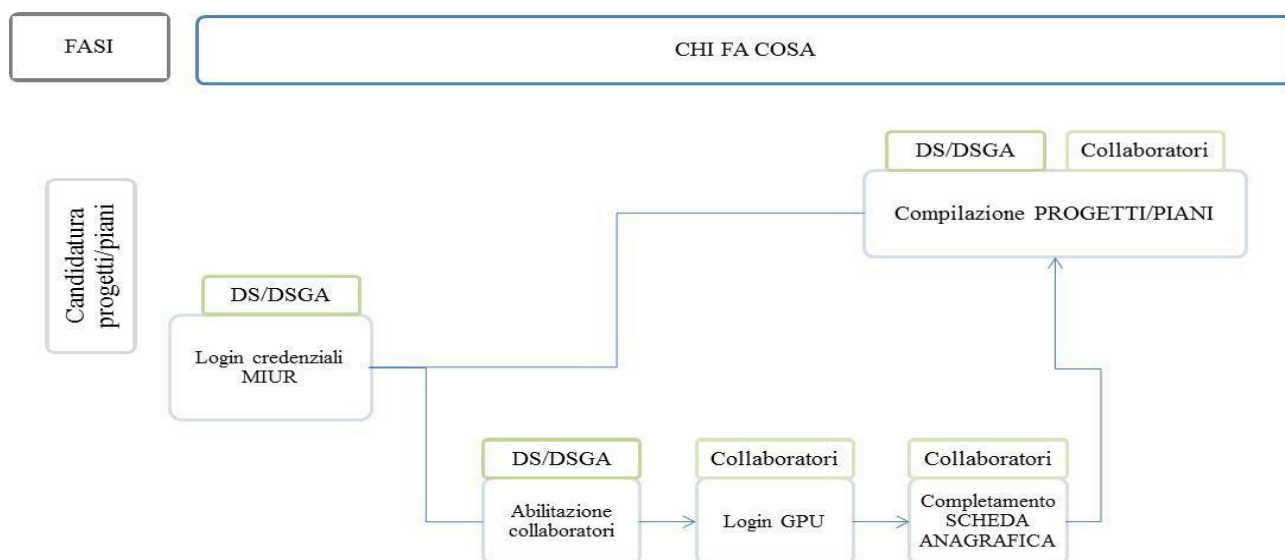 FASI
CHI FA COSA
DS/DSGA
Collaboratori
Compilazione PROGETTI/PIANI
Candidatura
progetti/piani
DS/DSGA
Login credenziali
MIUR
DS/DSGA
Collaboratori
Collaboratori
Abilitazione
collaboratori
Login GPU
Completamento
SCHEDA
ANAGRAFICA